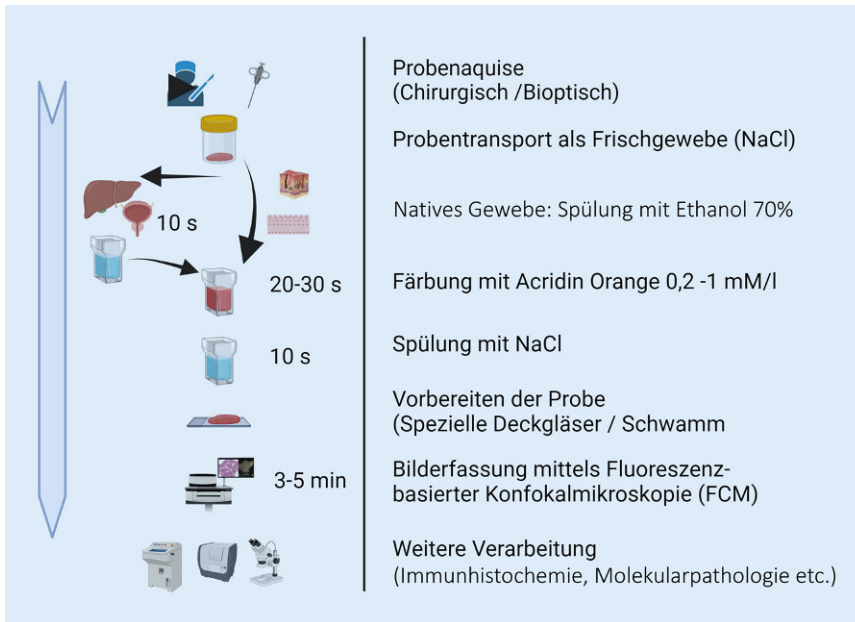 Probenaquise
(Chirurgisch /Bioptisch)
Probentransport als Frischgewebe (NaCl)
10 s
Natives Gewebe: Spülung mit Ethanol 70%
20-30 s
Färbung mit Acridin Orange 0,2 -1 mM/l
10 s
Spülung mit NaCl
Vorbereiten der Probe
(Spezielle Deckgläser / Schwamm
3-5 min
Bilderfassung mittels Fluoreszenz-
basierter Konfokalmikroskopie (FCM)
Weitere Verarbeitung
(Immunhistochemie, Molekularpathologie etc.)